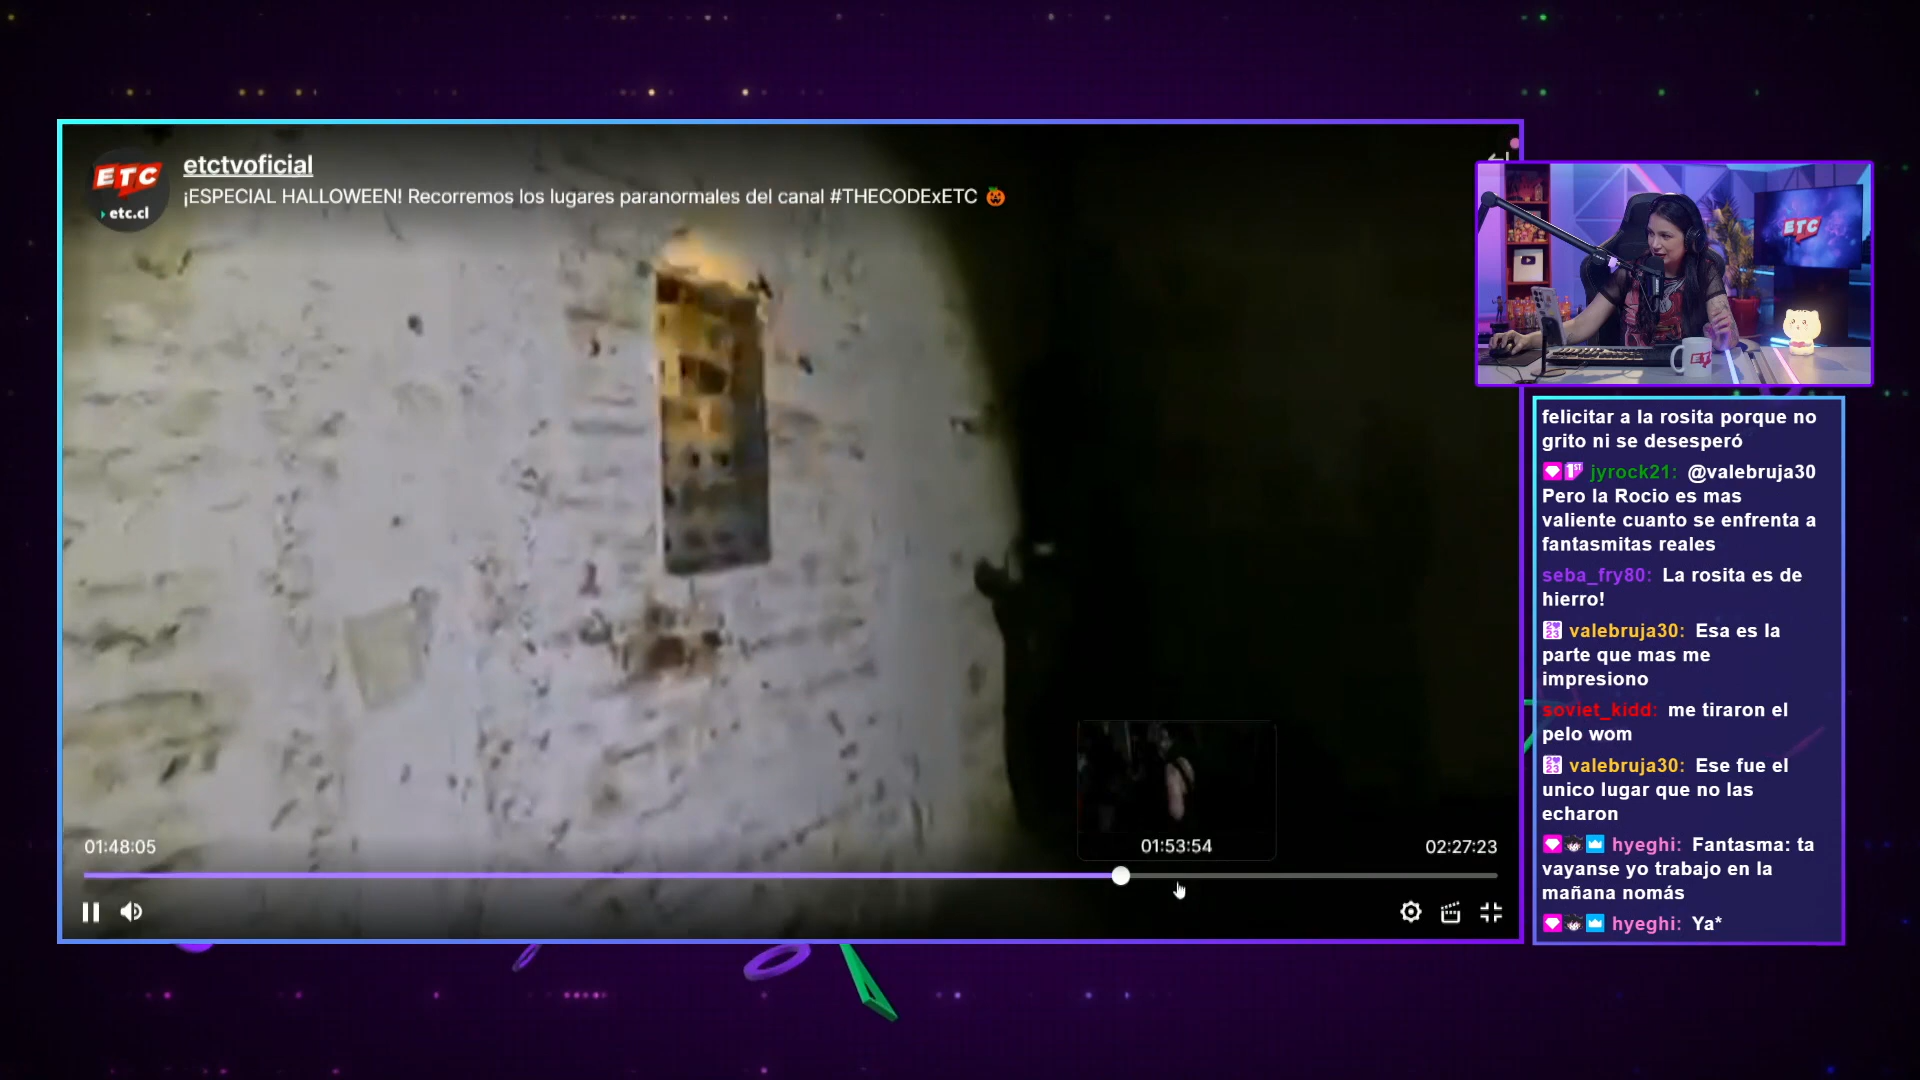 ETC
etc.cl
etctvoficial
¡ESPECIAL HALLOWEEN! Recorremos los lugares paranormales del canal #THECODExETC 🎃
ETC
felicitar a la rosita porque no
grito ni se desesperó
1ST jyrock21: @valebruja30
Pero la Rocio es mas
valiente cuanto se enfrenta a
fantasmitas reales
seba_fry80: La rosita es de
hierro!
valebruja30: Esa es la
parte que mas me
impresiono
soviet_kidd: me tiraron el
pelo wom
valebruja30: Ese fue el
unico lugar que no las
echaron
hyeghi: Fantasma: ta
vayanse yo trabajo en la
mañana nomás
hyeghi: Ya*
01:48:05
01:53:54
02:27:23